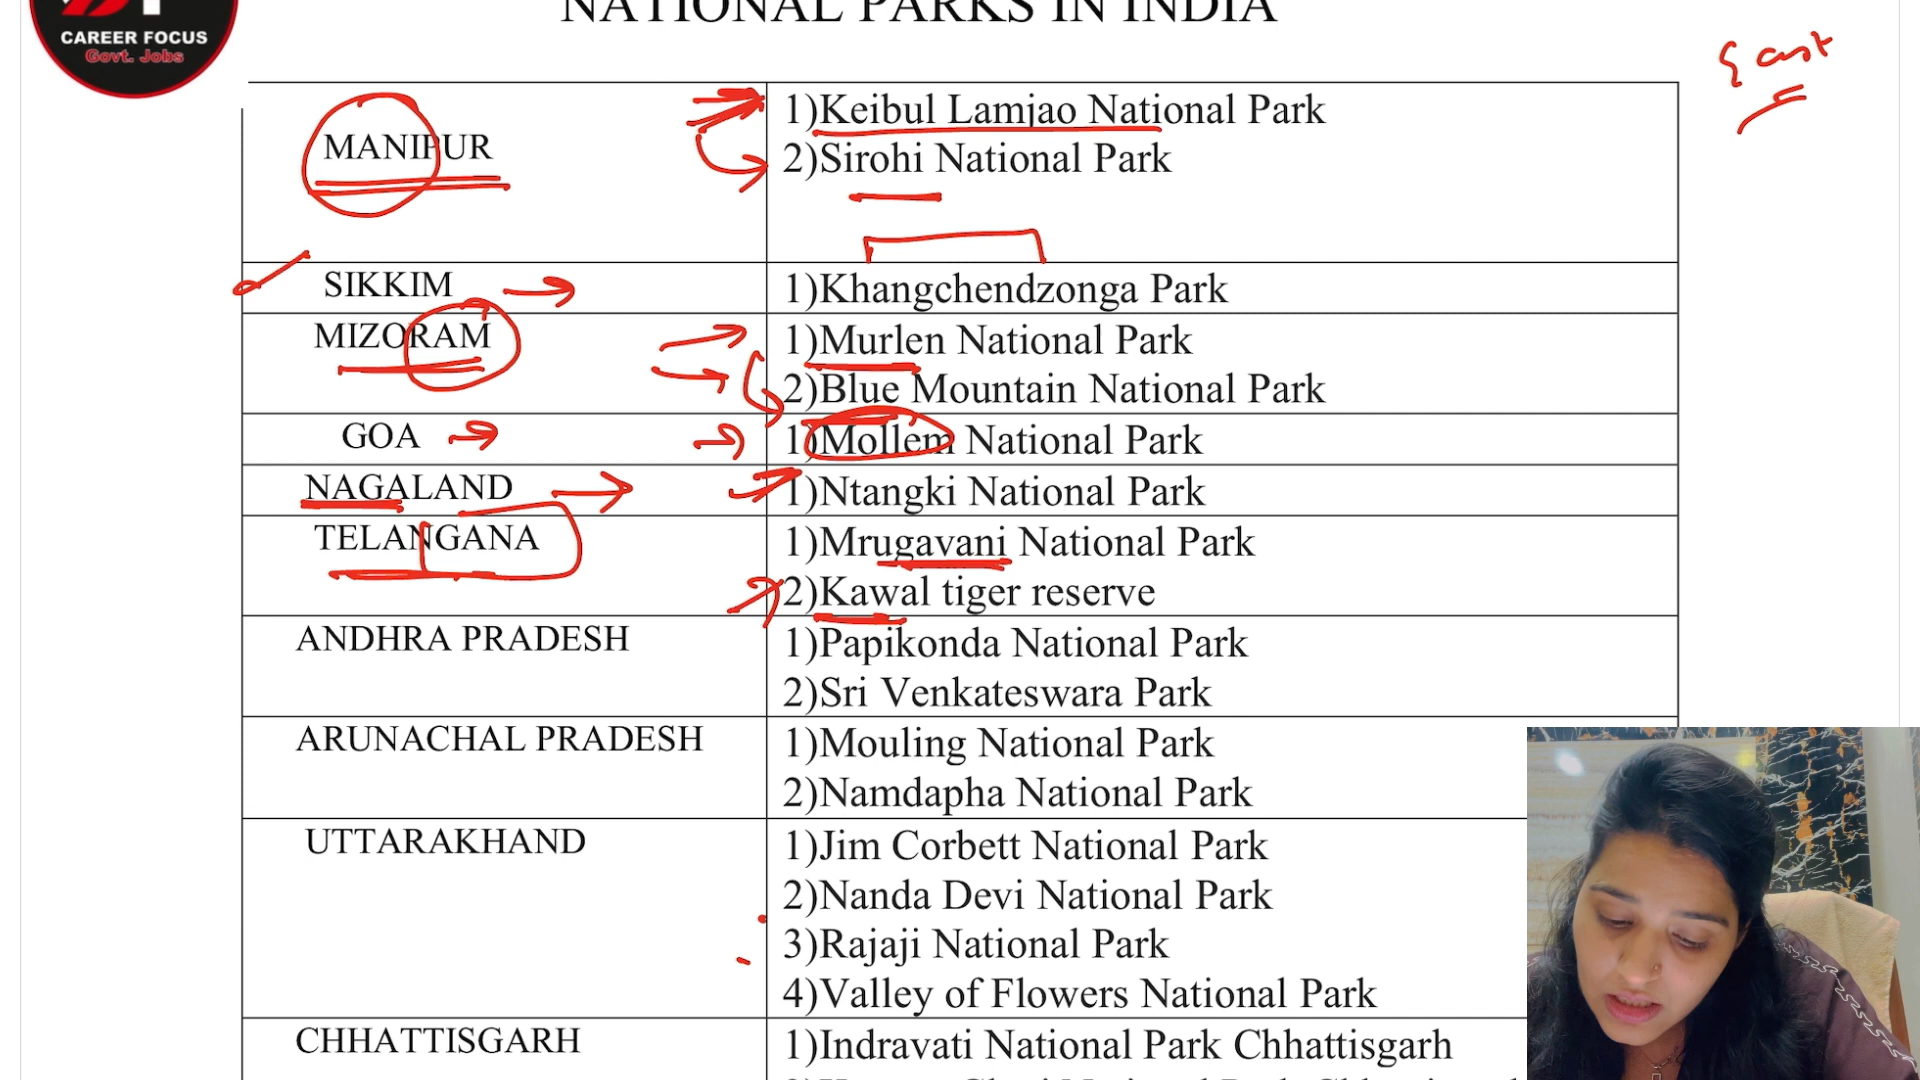 NATIONAL PARKS IN INDIA
CAREER FOCUS
Govt. Jobs
East
MANIPUR
1)Keibul Lamjao National Park
2)Sirohi National Park
SIKKIM
1)Khangchendzonga Park
MIZORAM
1)Murlen National Park
2)Blue Mountain National Park
GOA
1)Mollem National Park
NAGALAND
1)Ntangki National Park
TELANGANA
1)Mrugavani National Park
2)Kawal tiger reserve
ANDHRA PRADESH
1)Papikonda National Park
2)Sri Venkateswara Park
ARUNACHAL PRADESH
1)Mouling National Park
2)Namdapha National Park
UTTARAKHAND
1)Jim Corbett National Park
2)Nanda Devi National Park
3)Rajaji National Park
4)Valley of Flowers National Park
CHHATTISGARH
1)Indravati National Park Chhattisgarh